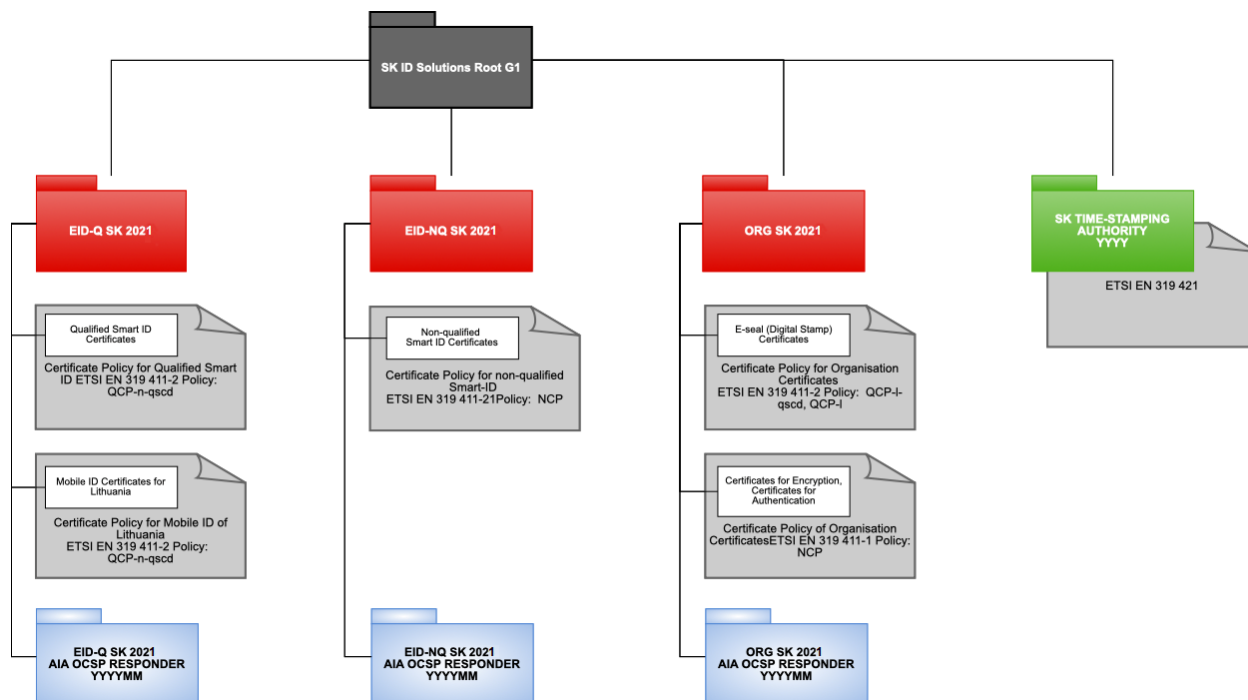 SK ID Solutions Root G1
EID-Q SK 2021
EID-NQ SK 2021
ORG SK 2021
SK TIME-STAMPING
AUTHORITY
YYYY
ETSI EN 319 421
Qualified Smart ID
Certificates
Certificate Policy for Qualified Smart
ID ETSI EN 319 411-2 Policy:
QCP-n-qscd
Non-qualified
Smart ID Certificates
Certificate Policy for non-qualified
Smart-ID
ETSI EN 319 411-21Policy: NCP
E-seal (Digital Stamp)
Certificates
Certificate Policy for Organisation
Certificates
ETSI EN 319 411-2 Policy: QCP-l-
qscd, QCP-l
Mobile ID Certificates for
Lithuania
Certificate Policy for Mobile ID of
Lithuania
ETSI EN 319 411-2 Policy:
QCP-n-qscd
Certificates for Encryption,
Certificates for
Authentication
Certificate Policy of Organisation
CertificatesETSI EN 319 411-1 Policy:
NCP
EID-Q SK 2021
AIA OCSP RESPONDER
YYYYMM
EID-NQ SK 2021
AIA OCSP RESPONDER
YYYYMM
ORG SK 2021
AIA OCSP RESPONDER
YYYYMM